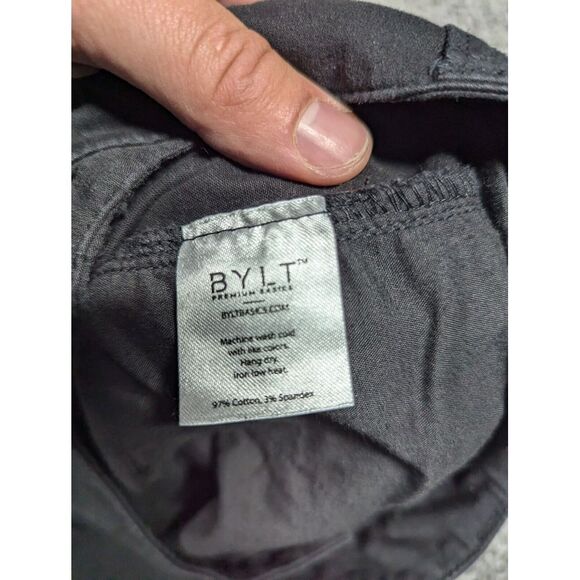 BYLT™
PREMIUM BASICS
BYLTBASICS.COM
Machine wash cold
with like colors.
Hang dry.
Iron low heat.
97% Cotton, 3% Spandex